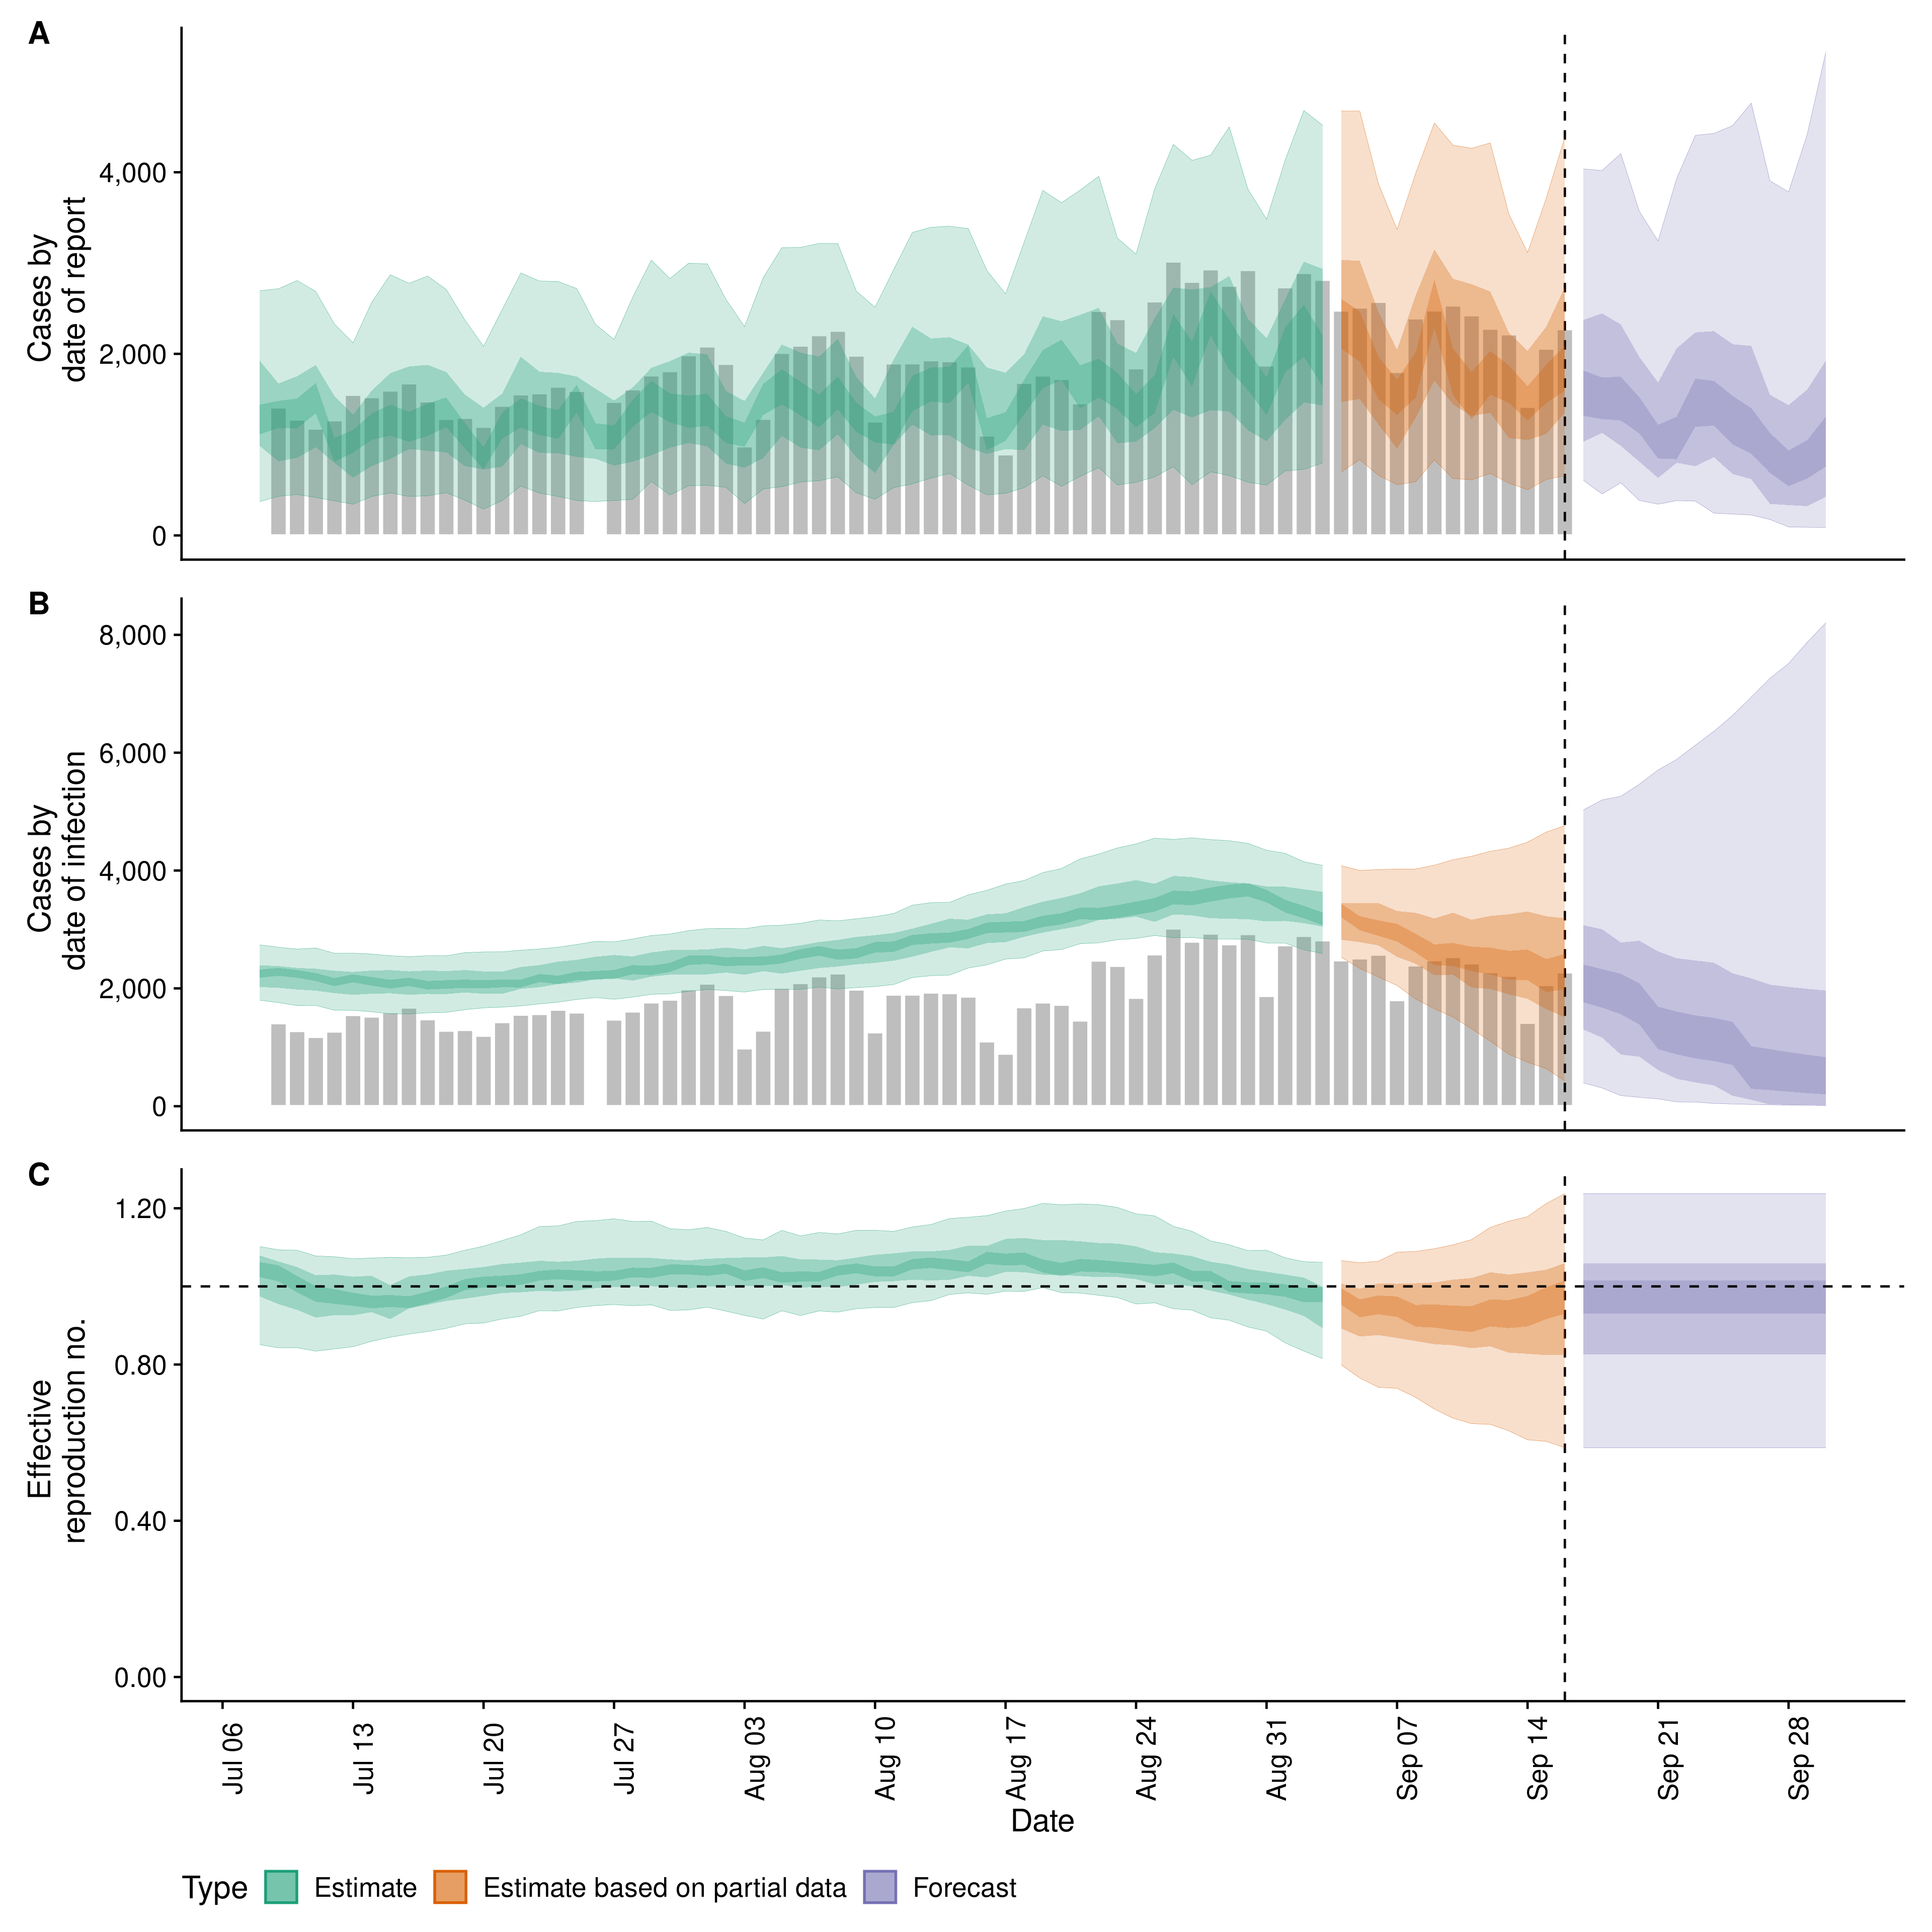 A
Cases by
date of report
4,000
2,000
0
B
Cases by
date of infection
8,000
6,000
4,000
2,000
0
C
Effective
reproduction no.
1.20
0.80
0.40
0.00
Jul 06
Jul 13
Jul 20
Jul 27
Aug 03
Aug 10
Aug 17
Aug 24
Aug 31
Sep 07
Sep 14
Sep 21
Sep 28
Date
Type Estimate Estimate based on partial data Forecast